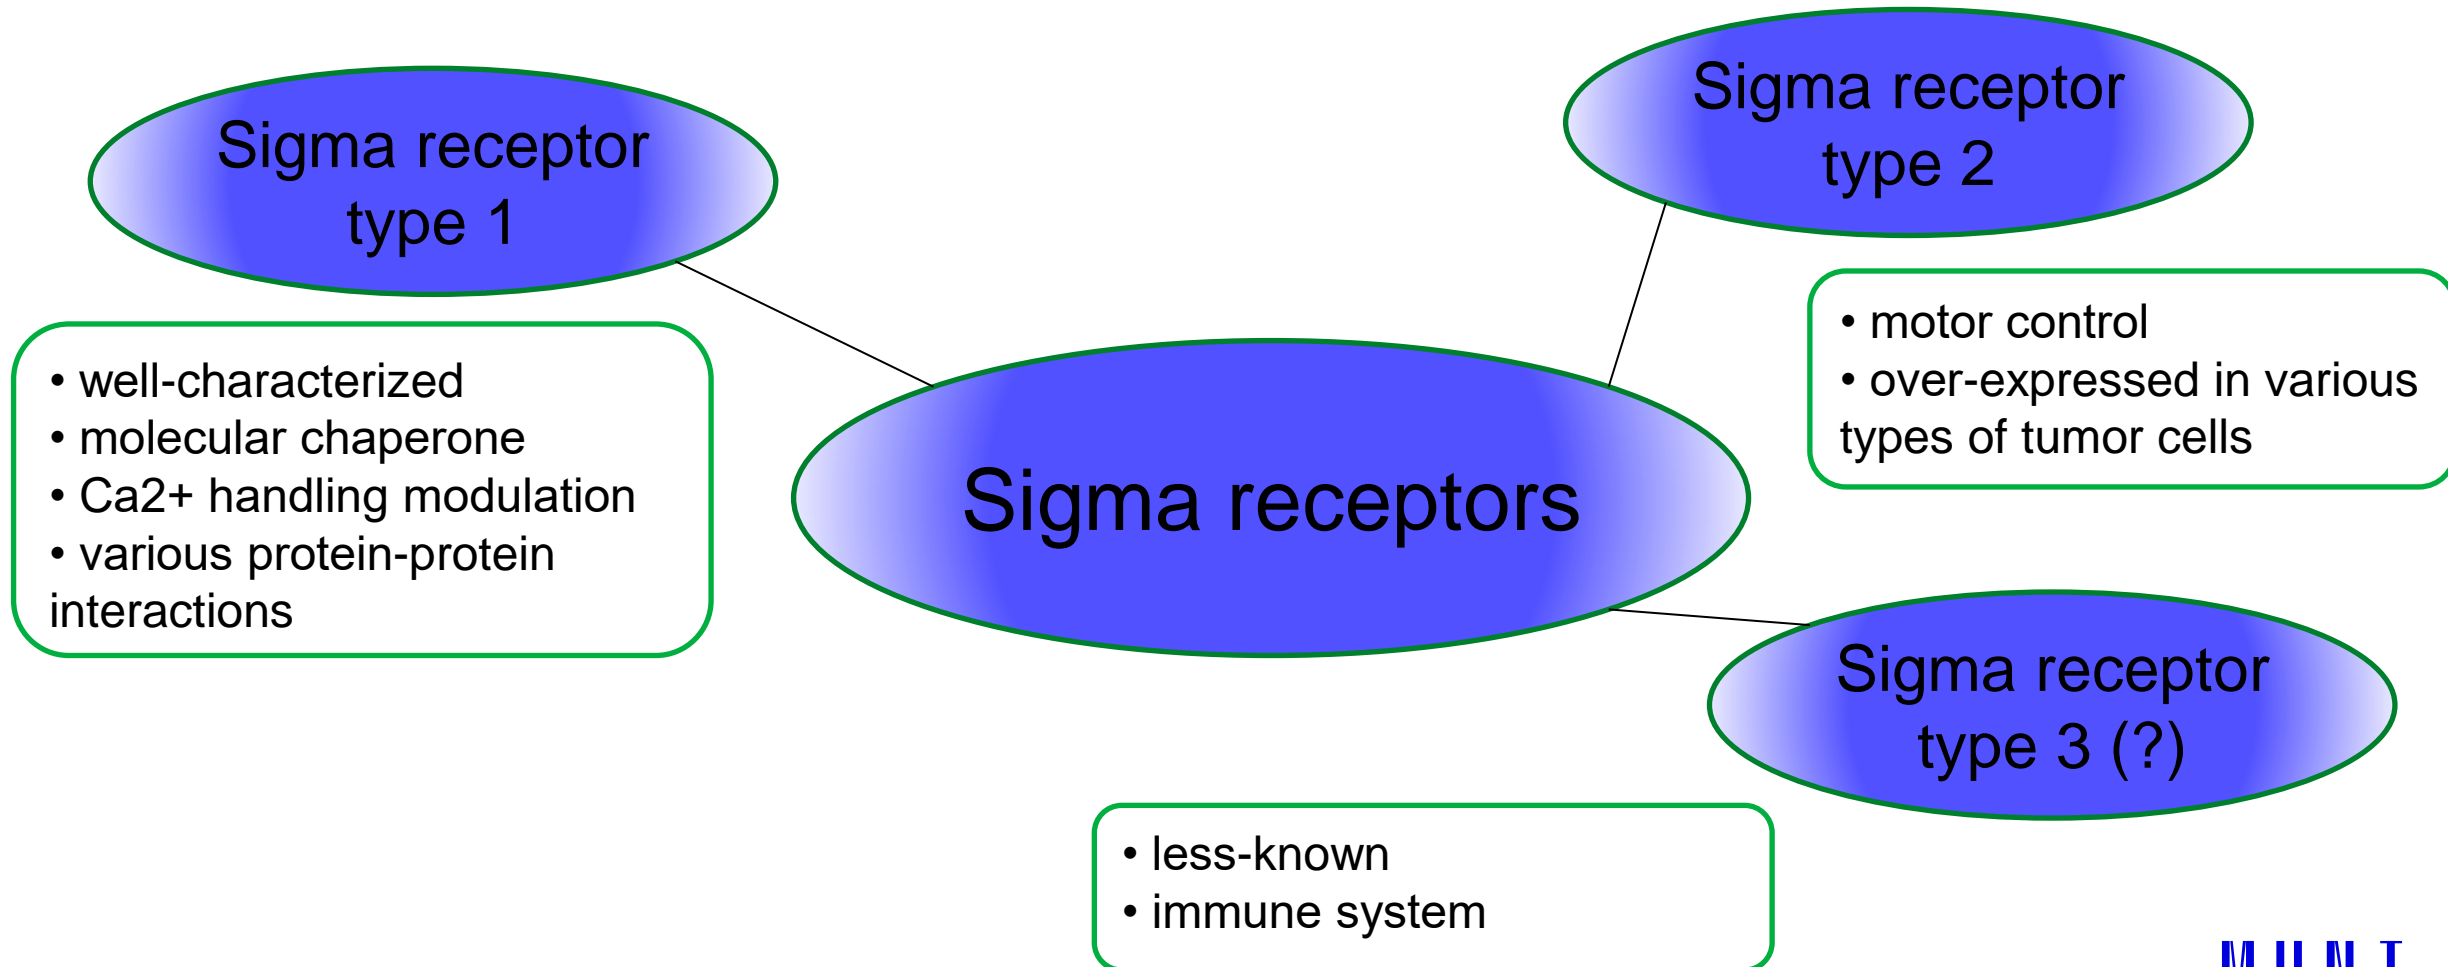 Sigma receptor
type 1
• well-characterized
• molecular chaperone
• Ca2+ handling modulation
• various protein-protein
interactions
Sigma receptors
Sigma receptor
type 2
• motor control
• over-expressed in various
types of tumor cells
Sigma receptor
type 3 (?)
• less-known
• immune system